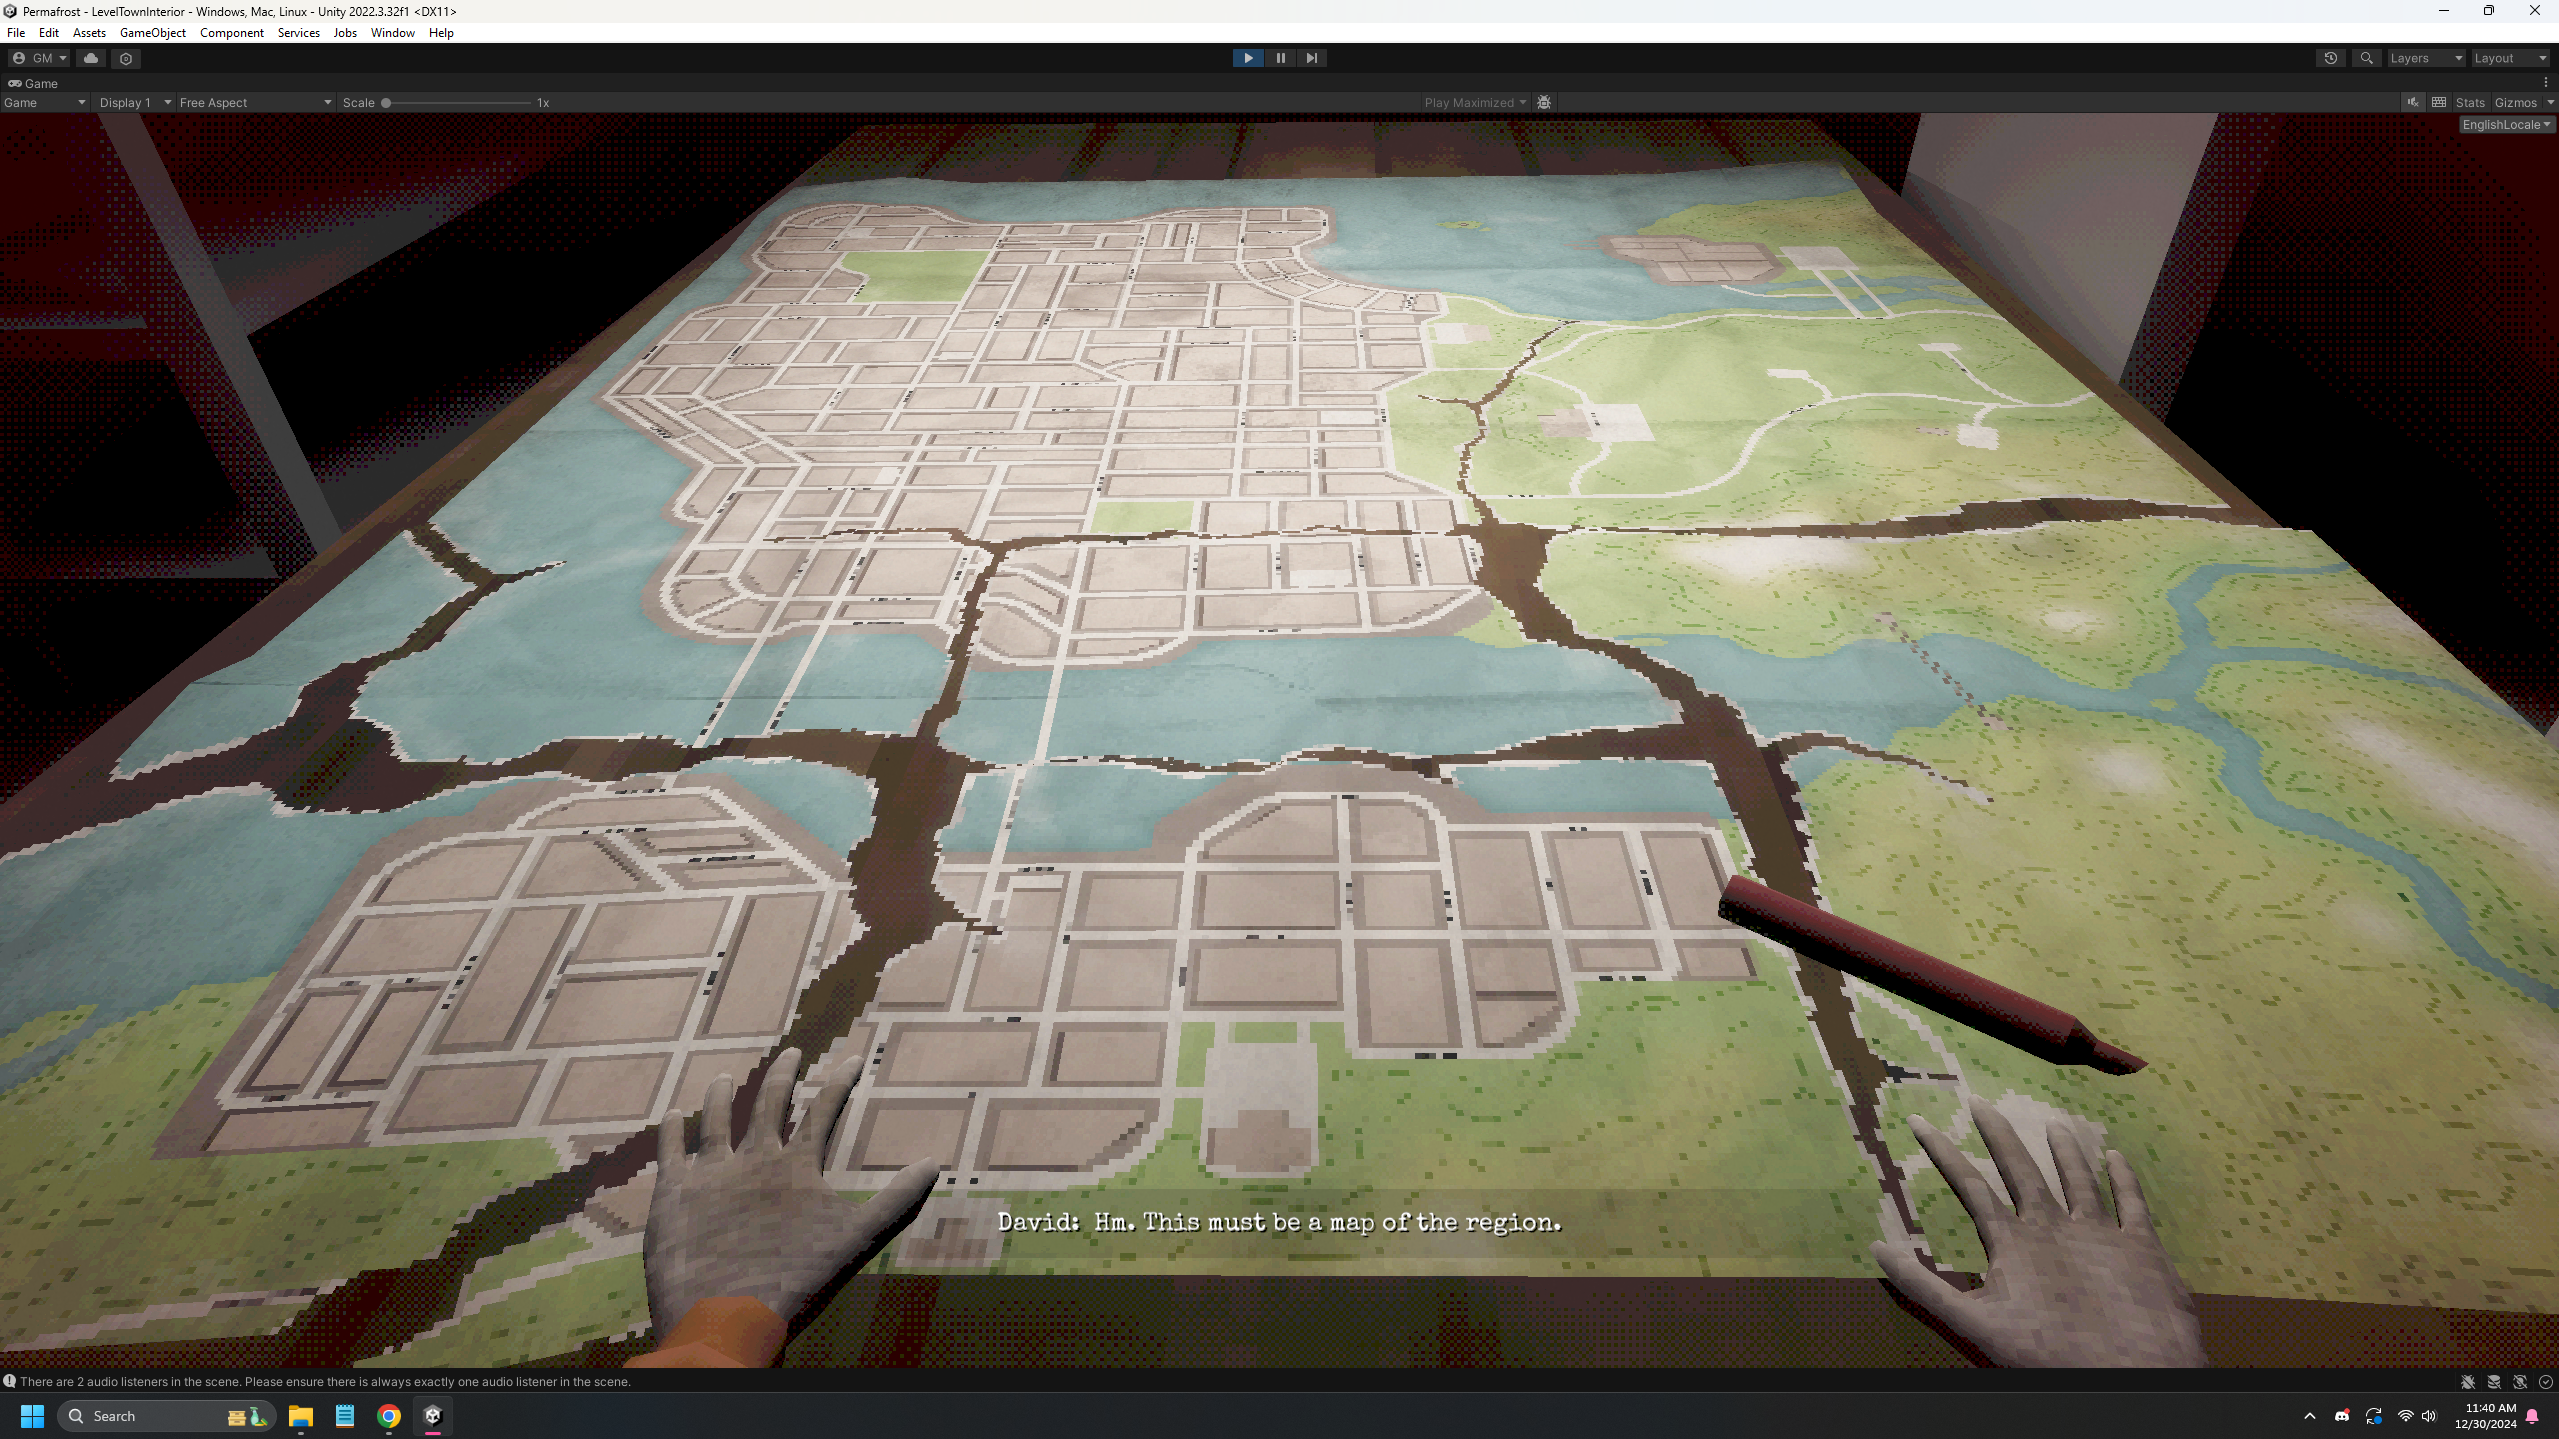 Permafrost - LevelTownInterior - Windows, Mac, Linux - Unity 2022.3.32f1 <DX11>
File Edit Assets GameObject Component Services Jobs Window Help
GM Layers Layout
Game
Game Display 1 Free Aspect Scale 1x Play Maximized Stats Gizmos
EnglishLocale
David: Hm. This must be a map of the region.
There are 2 audio listeners in the scene. Please ensure there is always exactly one audio listener in the scene.
Search
11:40 AM
12/30/2024